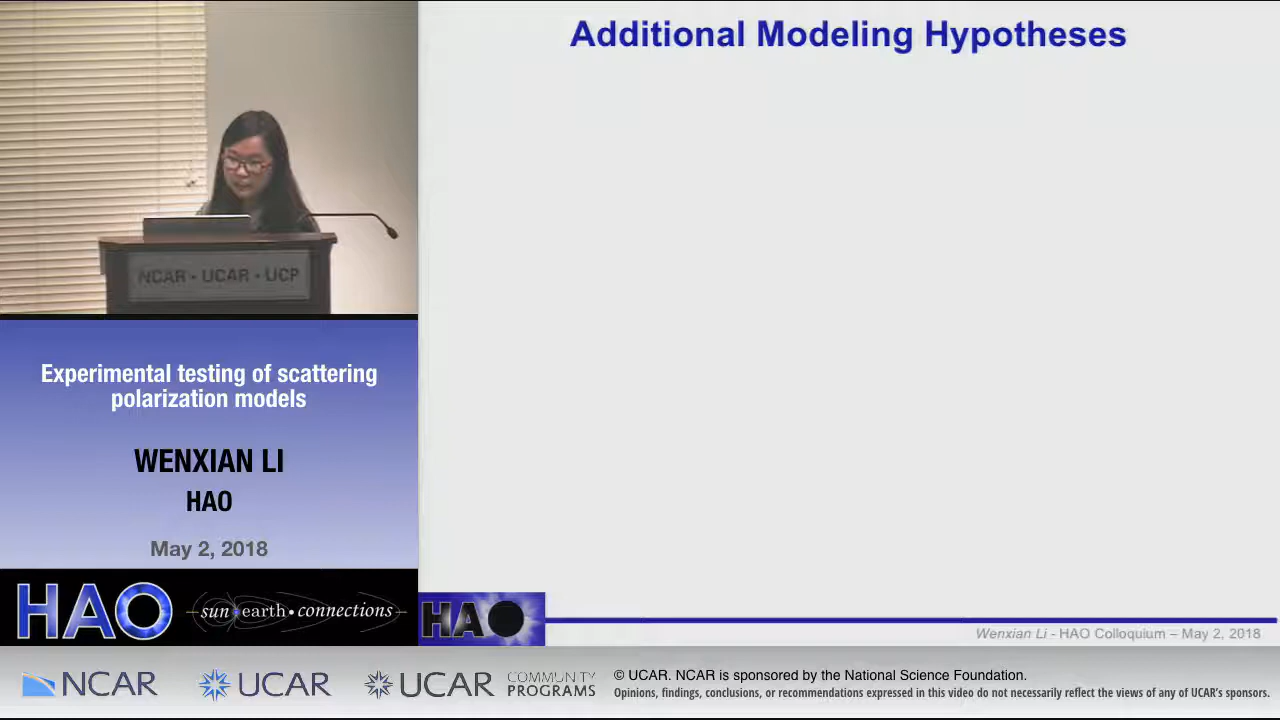 Additional Modeling Hypotheses
NCAR • UCAR • UCP
Experimental testing of scattering
polarization models
WENXIAN LI
HAO
May 2, 2018
HAO
sun•earth•connections
HAO
Wenxian Li - HAO Colloquium – May 2, 2018
NCAR
UCAR
UCAR
COMMUNITY
PROGRAMS
© UCAR. NCAR is sponsored by the National Science Foundation.
Opinions, findings, conclusions, or recommendations expressed in this video do not necessarily reflect the views of any of UCAR's sponsors.